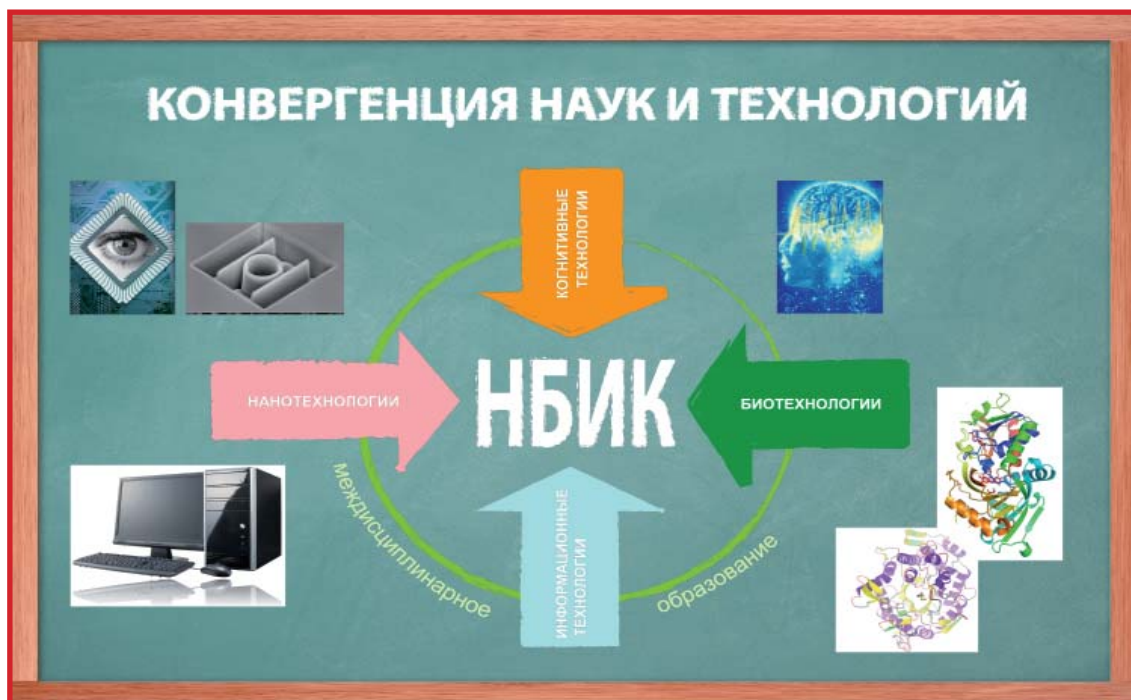 КОНВЕРГЕНЦИЯ НАУК И ТЕХНОЛОГИЙ
КОГНИТИВНЫЕ
ТЕХНОЛОГИИ
НАНОТЕХНОЛОГИИ
НБИК
БИОТЕХНОЛОГИИ
ИНФОРМАЦИОННЫЕ
ТЕХНОЛОГИИ
междисциплинарное
образование